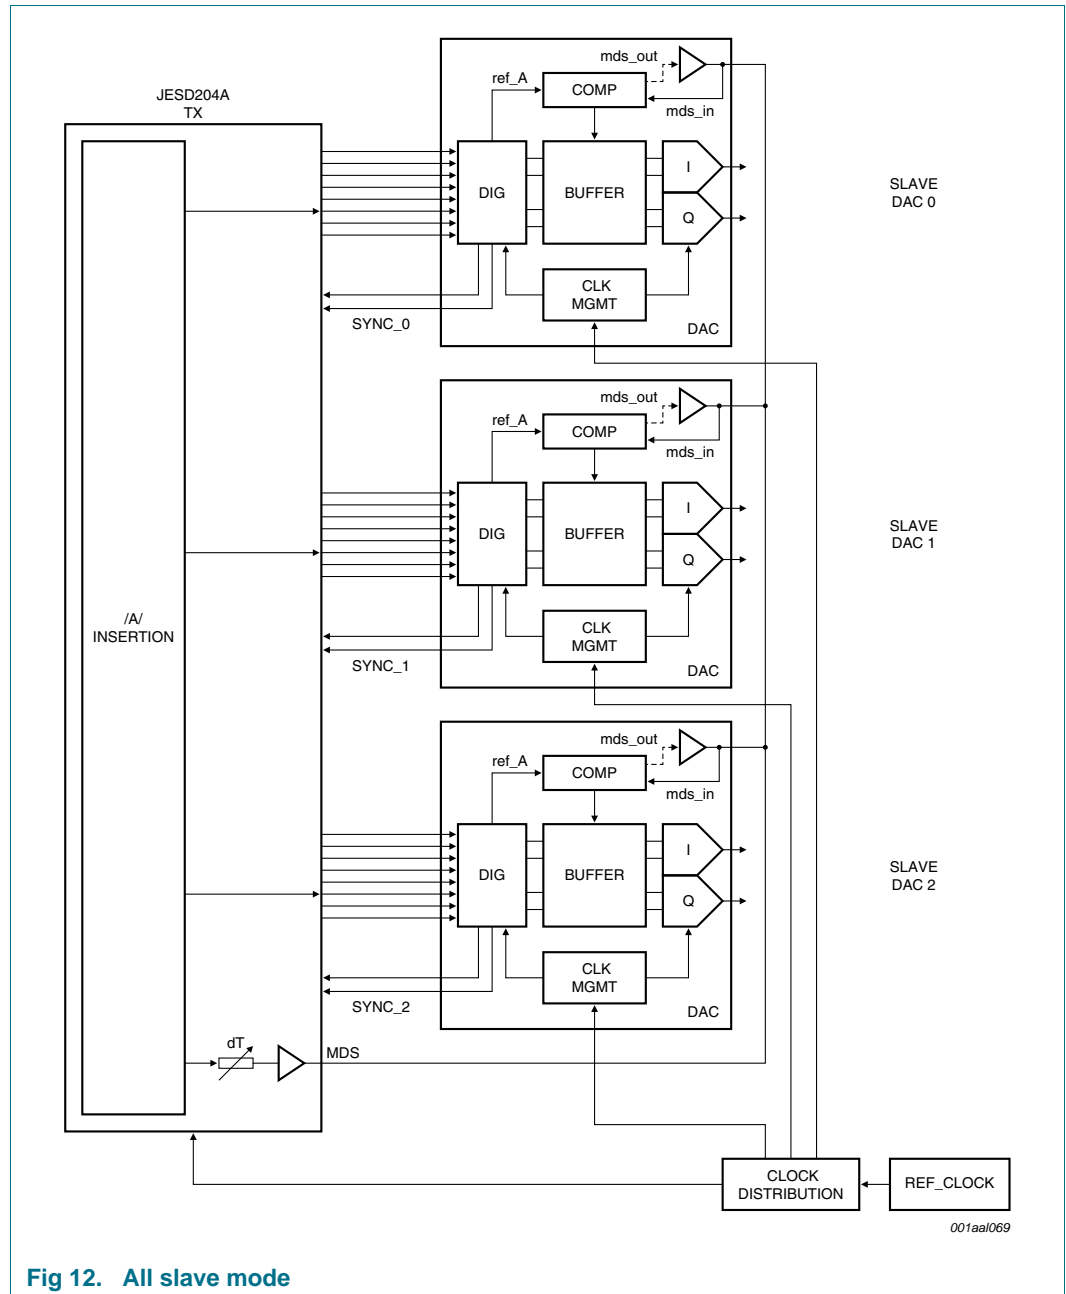 JESD204A
TX
/A/
INSERTION
mds_out
ref_A
COMP
mds_in
DIG
BUFFER
I
Q
CLK
MGMT
DAC
SYNC_0
SLAVE
DAC 0
mds_out
ref_A
COMP
mds_in
DIG
BUFFER
I
Q
CLK
MGMT
DAC
SYNC_1
SLAVE
DAC 1
mds_out
ref_A
COMP
mds_in
DIG
BUFFER
I
Q
CLK
MGMT
DAC
SYNC_2
SLAVE
DAC 2
dT
MDS
CLOCK
DISTRIBUTION
REF_CLOCK
001aal069
Fig 12. All slave mode